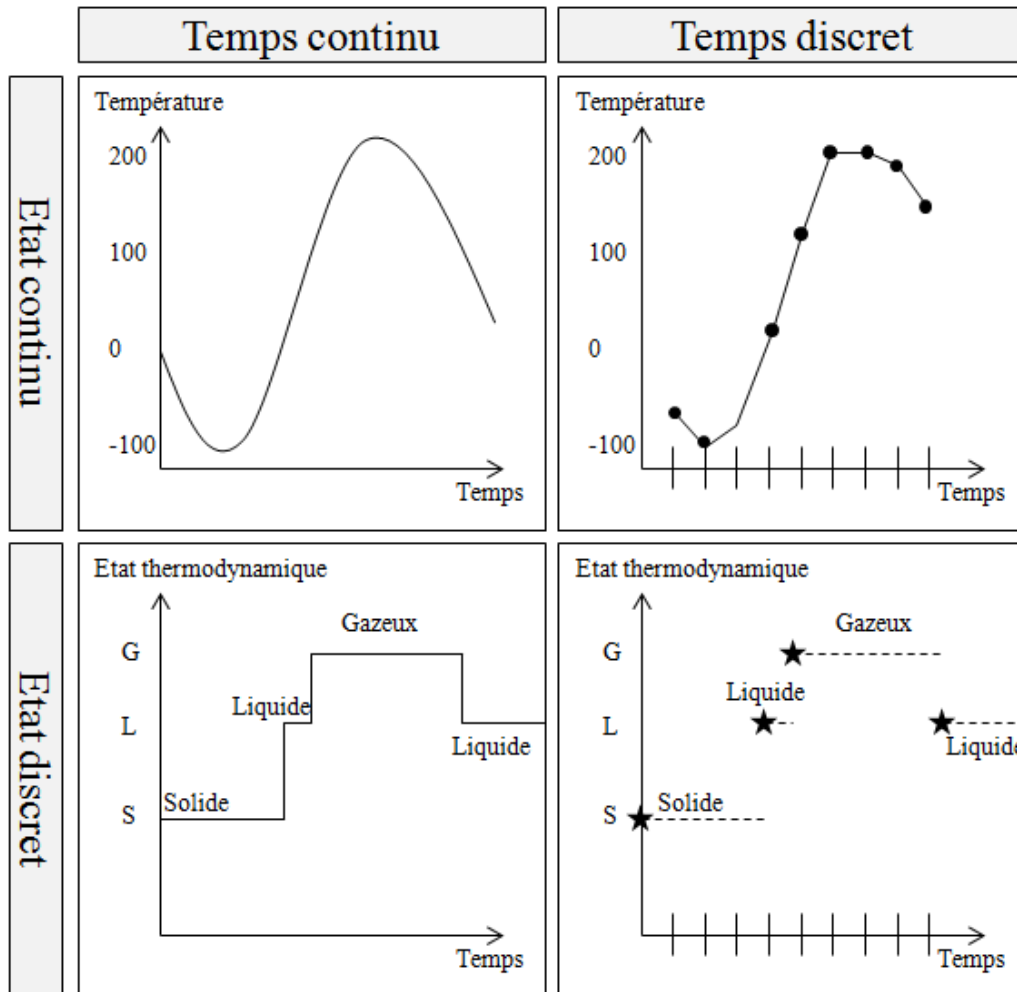 Temps continu
Temps discret
Etat continu
Température
200
100
0
-100
Temps
Température
200
100
0
-100
Temps
Etat discret
Etat thermodynamique
G
L
S
Gazeux
Liquide
Liquide
Solide
Temps
Etat thermodynamique
G
L
S
Gazeux
Liquide
Liquide
Solide
Temps